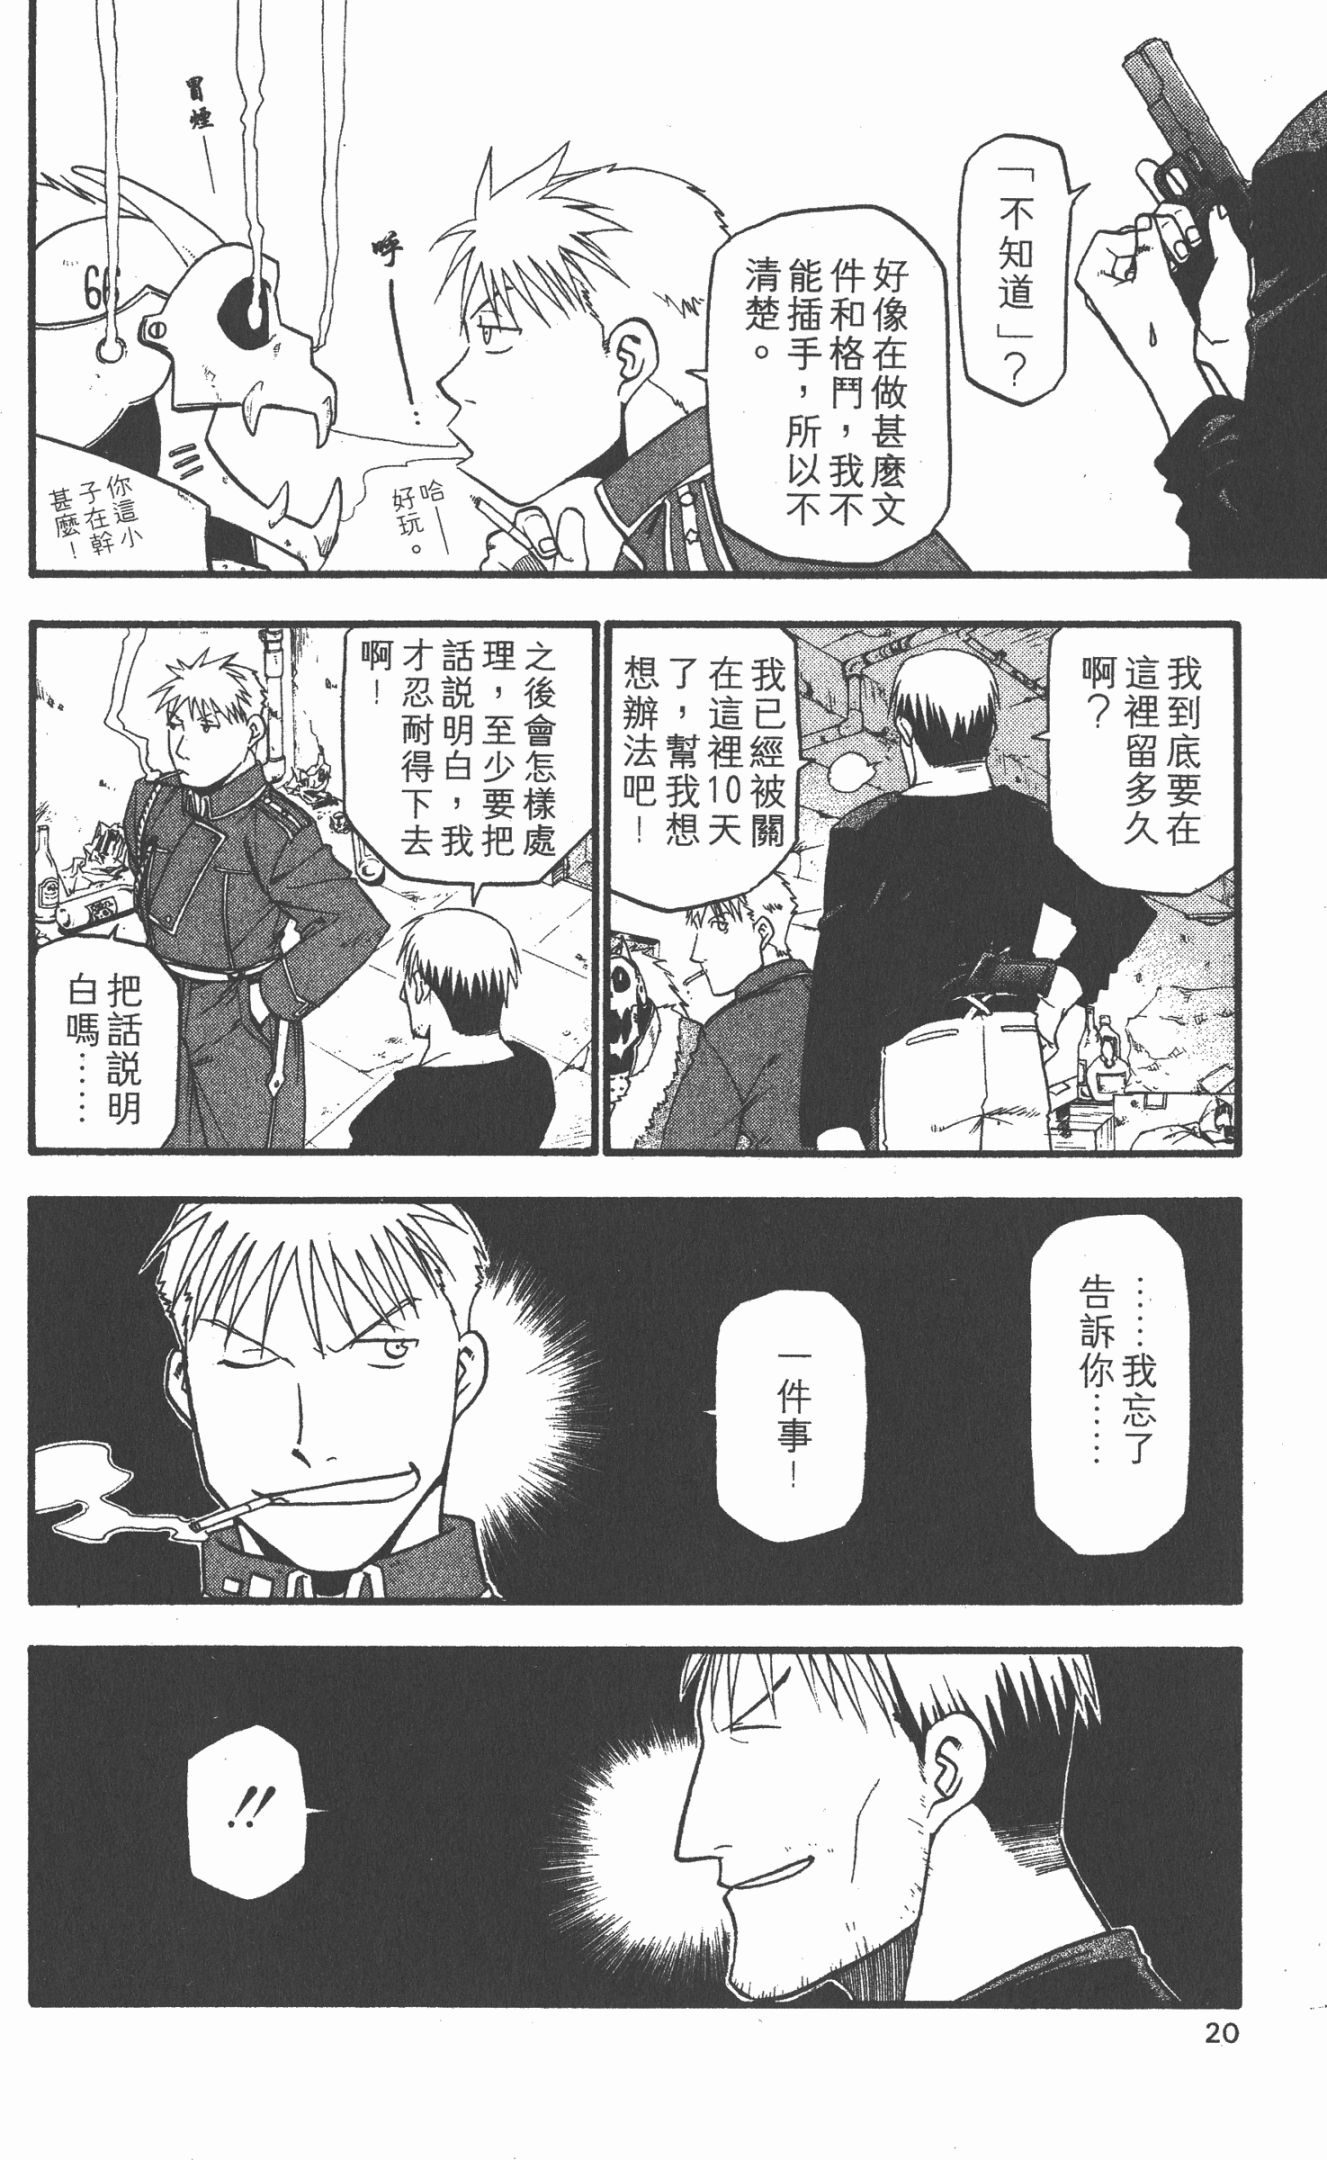 「不知道」?
好像在做甚麼文
件和格鬥,我不
能插手,所以不
清楚。
呼——…
哈——
好玩。
冒煙——
66
你這小
子在幹
甚麼!
我到底要在
這裡留多久
啊?
我已經被關
在這裡10天
了,幫我想
想辦法吧!
之後會怎樣處
理,至少要把
話說明白,我
才忍耐得下去
啊!
把話說明
白嗎……
……我忘了
告訴你……
一件事!
!!
20